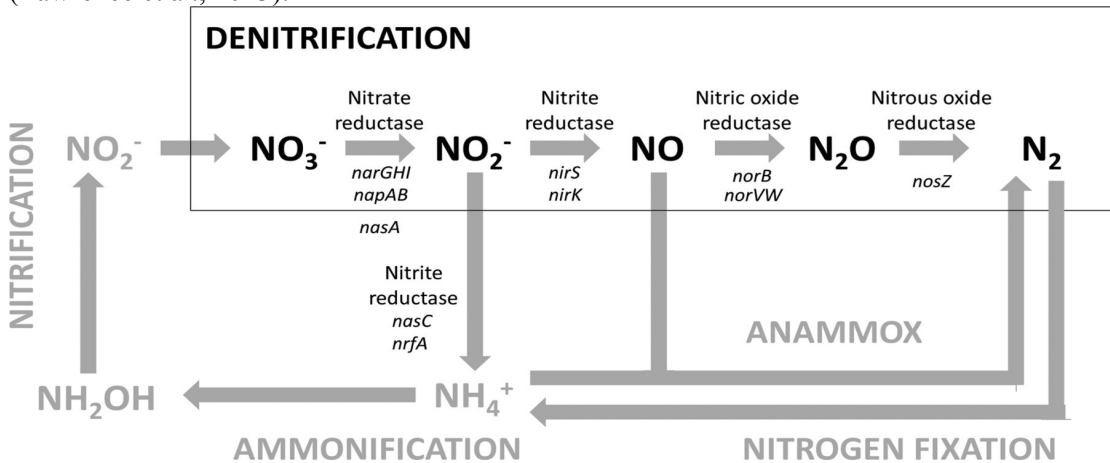 DENITRIFICATION
Nitrate
reductase
Nitrite
reductase
Nitric oxide
reductase
Nitrous oxide
reductase
NO₂⁻
NO₃⁻
NO₂⁻
NO
N₂O
N₂
narGHI
napAB
nasA
nirS
nirK
norB
norVW
nosZ
NITRIFICATION
Nitrite
reductase
nasC
nrfA
ANAMMOX
NH₂OH
NH₄⁺
AMMONIFICATION
NITROGEN FIXATION